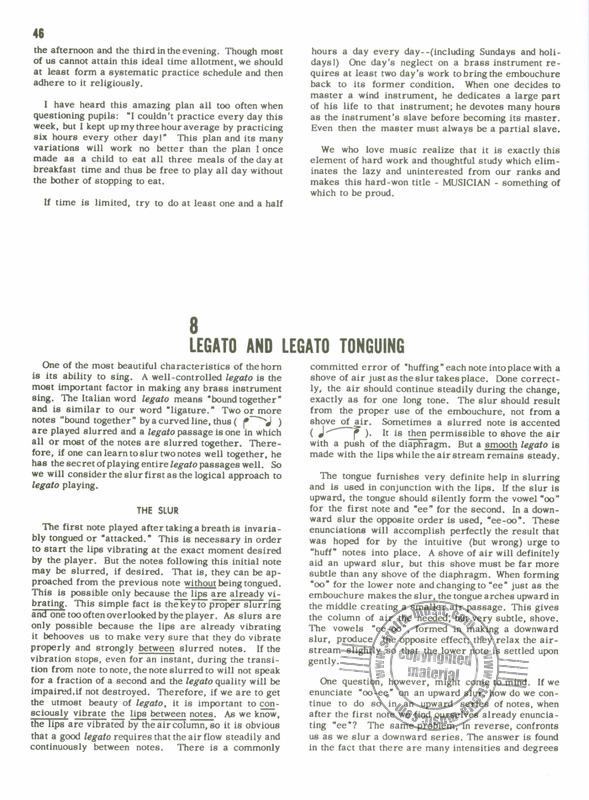 46
the afternoon and the third in the evening. Though most
of us cannot attain this ideal time allotment, we should
at least form a systematic practice schedule and then
adhere to it religiously.
I have heard this amazing plan all too often when
questioning pupils: "I couldn't practice every day this
week, but I kept up my three hour average by practicing
six hours every other day!" This plan and its many
variations will work no better than the plan I once
made as a child to eat all three meals of the day at
breakfast time and thus be free to play all day without
the bother of stopping to eat.
If time is limited, try to do at least one and a half
hours a day every day--(including Sundays and holi-
days!) One day's neglect on a brass instrument re-
quires at least two day's work to bring the embouchure
back to its former condition. When one decides to
master a wind instrument, he dedicates a large part
of his life to that instrument; he devotes many hours
as the instrument's slave before becoming its master.
Even then the master must always be a partial slave.
We who love music realize that it is exactly this
element of hard work and thoughtful study which elim-
inates the lazy and uninterested from our ranks and
makes this hard-won title - MUSICIAN - something of
which to be proud.
8
LEGATO AND LEGATO TONGUING
One of the most beautiful characteristics of the horn
is its ability to sing. A well-controlled legato is the
most important factor in making any brass instrument
sing. The Italian word legato means "bound together"
and is similar to our word "ligature." Two or more
notes "bound together" by a curved line, thus ( )
are played slurred and a legato passage is one in which
all or most of the notes are slurred together. There-
fore, if one can learn to slur two notes well together, he
has the secret of playing entire legato passages well. So
we will consider the slur first as the logical approach to
legato playing.
THE SLUR
The first note played after taking a breath is invaria-
bly tongued or "attacked." This is necessary in order
to start the lips vibrating at the exact moment desired
by the player. But the notes following this initial note
may be slurred, if desired. That is, they can be ap-
proached from the previous note without being tongued.
This is possible only because the lips are already vi-
brating. This simple fact is the key to proper slurring
and one too often overlooked by the player. As slurs are
only possible because the lips are already vibrating
it behooves us to make very sure that they do vibrate
properly and strongly between slurred notes. If the
vibration stops, even for an instant, during the transi-
tion from note to note, the note slurred to will not speak
for a fraction of a second and the legato quality will be
impaired, if not destroyed. Therefore, if we are to get
the utmost beauty of legato, it is important to con-
sciously vibrate the lips between notes. As we know,
the lips are vibrated by the air column, so it is obvious
that a good legato requires that the air flow steadily and
continuously between notes. There is a commonly
committed error of "huffing" each note into place with a
shove of air just as the slur takes place. Done correct-
ly, the air should continue steadily during the change,
exactly as for one long tone. The slur should result
from the proper use of the embouchure, not from a
shove of air. Sometimes a slurred note is accented
( ). It is then permissible to shove the air
with a push of the diaphragm. But a smooth legato is
made with the lips while the air stream remains steady.
The tongue furnishes very definite help in slurring
and is used in conjunction with the lips. If the slur is
upward, the tongue should silently form the vowel "oo"
for the first note and "ee" for the second. In a down-
ward slur the opposite order is used, "ee-oo". These
enunciations will accomplish perfectly the result that
was hoped for by the intuitive (but wrong) urge to
"huff" notes into place. A shove of air will definitely
aid an upward slur, but this shove must be far more
subtle than any shove of the diaphragm. When forming
"oo" for the lower note and changing to "ee" just as the
embouchure makes the slur, the tongue arches upward in
the middle creating a smaller air passage. This gives
the column of air the needed, but very subtle, shove.
The vowels "ee-oo", formed in making a downward
slur, produce the opposite effect; they relax the air-
stream slightly so that the lower note is settled upon
gently.
One question, however, might come to mind. If we
enunciate "oo-ee" on an upward slur, how do we con-
tinue to do so on an upward series of notes, when
after the first note we find ourselves already enuncia-
ting "ee"? The same problem, in reverse, confronts
us as we slur a downward series. The answer is found
in the fact that there are many intensities and degrees
copyrighted
material